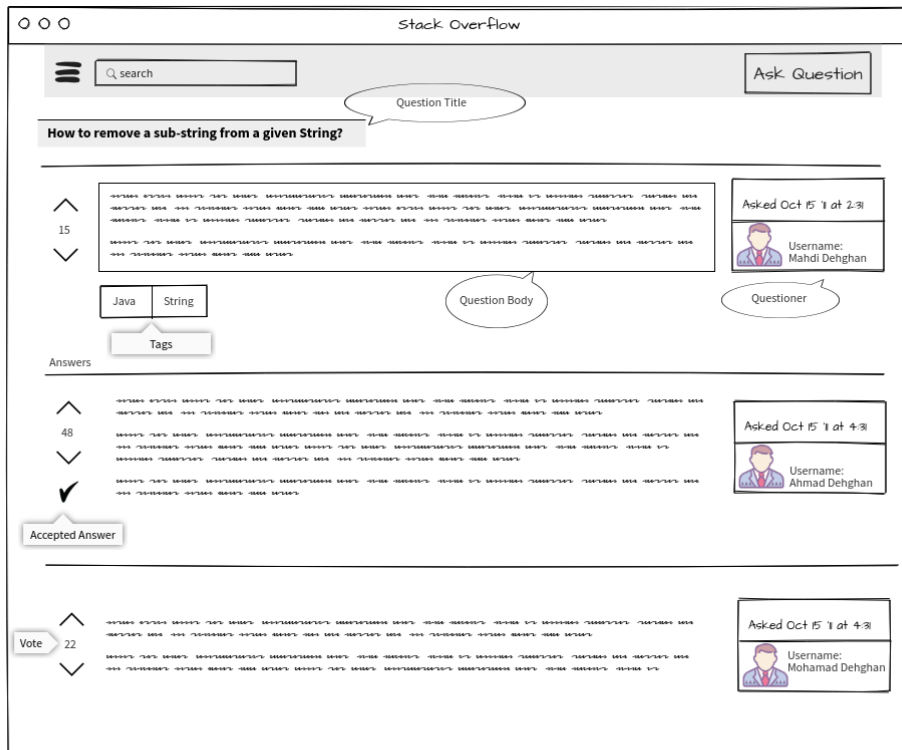 Stack Overflow
search
Ask Question
Question Title
How to remove a sub-string from a given String?
15
Asked Oct 15 '11 at 2:31
Username:
Mahdi Dehghan
Java String
Question Body
Questioner
Tags
Answers
48
Asked Oct 15 '11 at 4:31
Username:
Ahmad Dehghan
Accepted Answer
Vote
22
Asked Oct 15 '11 at 4:31
Username:
Mohamad Dehghan